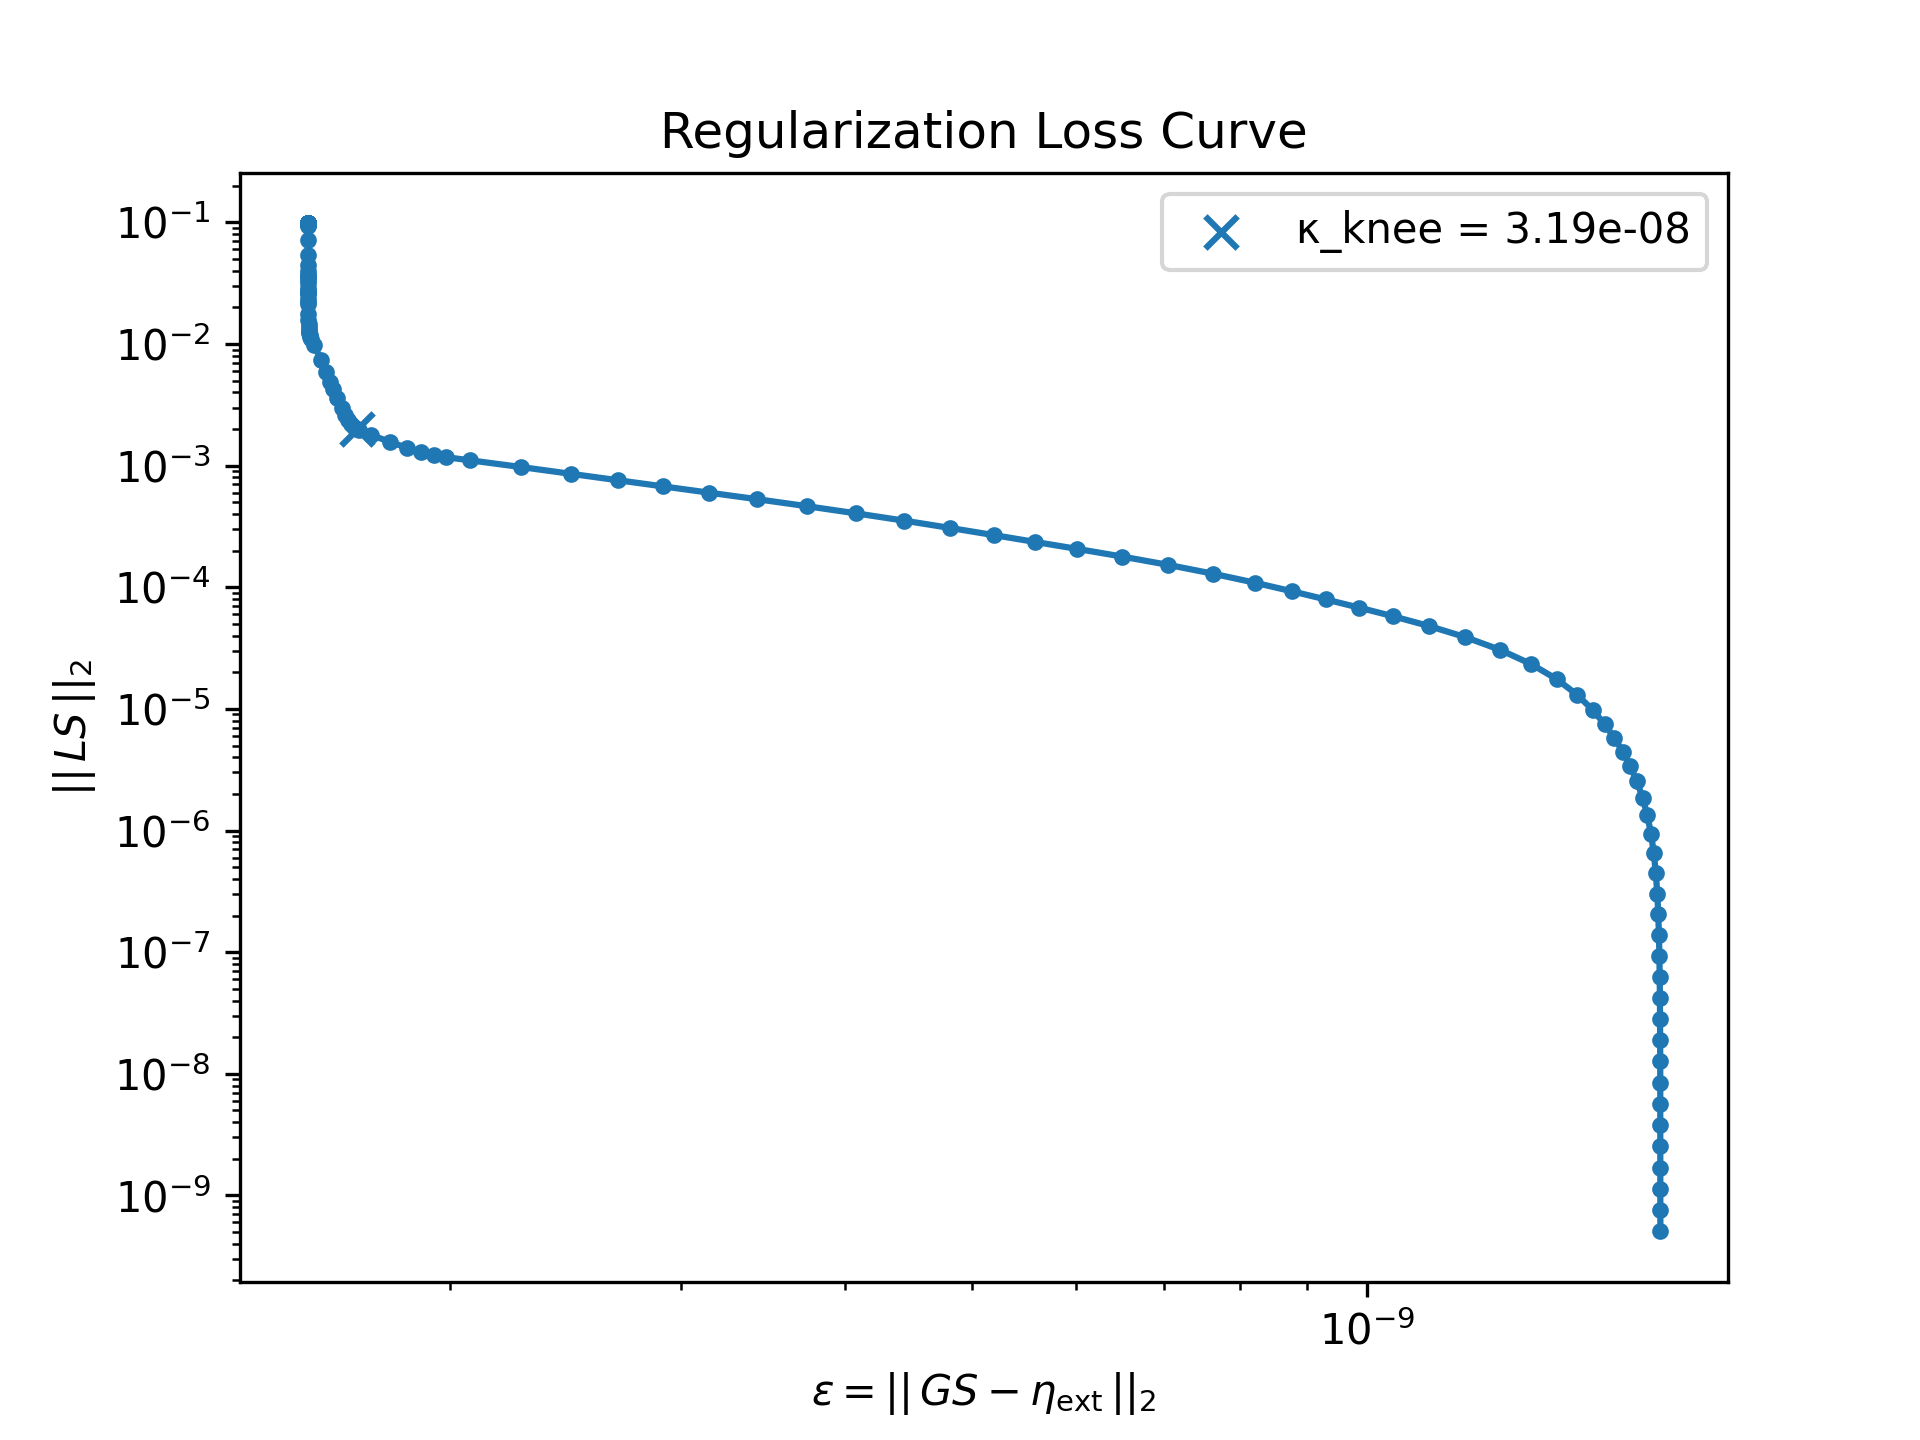 Regularization Loss Curve
κ_knee = 3.19e-08
10⁻¹
10⁻²
10⁻³
10⁻⁴
10⁻⁵
10⁻⁶
10⁻⁷
10⁻⁸
10⁻⁹
|| LS ||₂
10⁻⁹
ε = || GS − η_ext ||₂